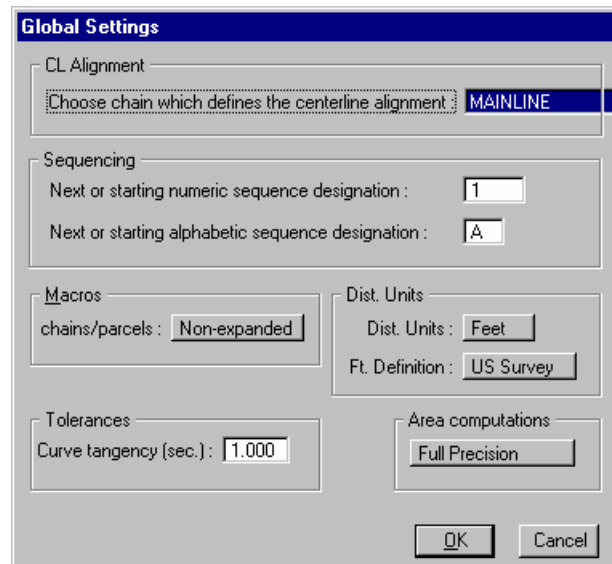 Global Settings
CL Alignment
Choose chain which defines the centerline alignment : MAINLINE
Sequencing
Next or starting numeric sequence designation : 1
Next or starting alphabetic sequence designation : A
Macros
chains/parcels : Non-expanded
Dist. Units
Dist. Units : Feet
Ft. Definition : US Survey
Tolerances
Curve tangency (sec.) : 1.000
Area computations
Full Precision
OK Cancel